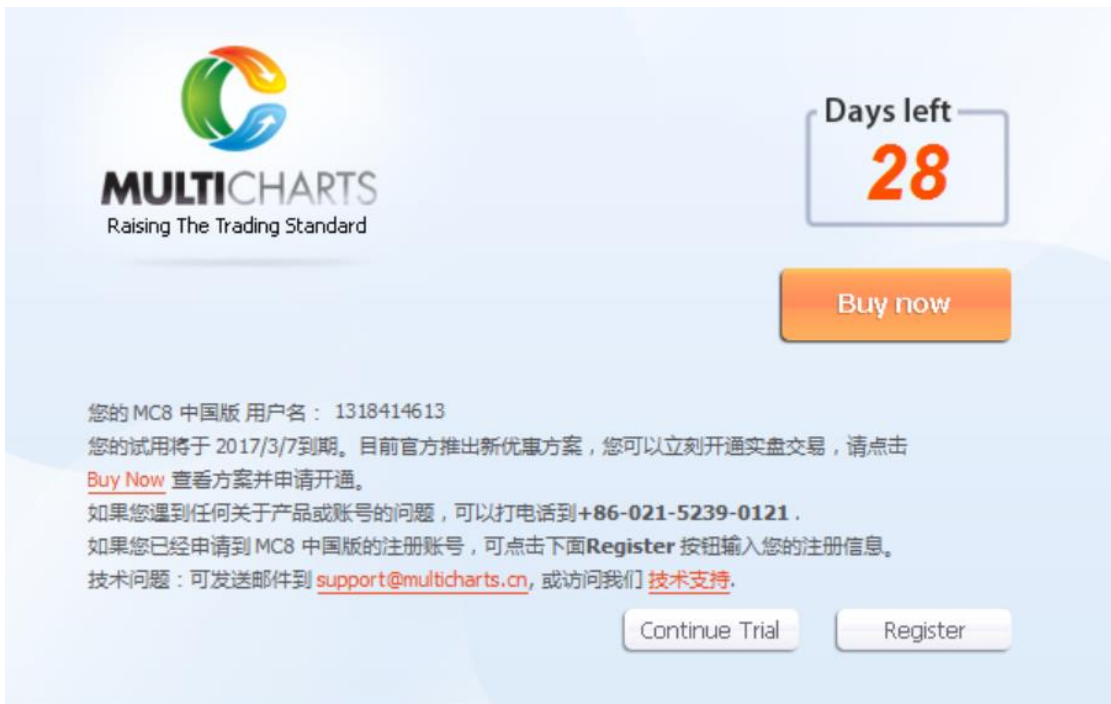 MULTICHARTS
Raising The Trading Standard
Days left
28
Buy now
您的 MC8 中国版 用户名： 1318414613
您的试用将于 2017/3/7到期。目前官方推出新优惠方案，您可以立刻开通实盘交易，请点击
Buy Now 查看方案并申请开通。
如果您遇到任何关于产品或账号的问题，可以打电话到+86-021-5239-0121 .
如果您已经申请到 MC8 中国版的注册账号，可点击下面Register 按钮输入您的注册信息。
技术问题：可发送邮件到 support@multicharts.cn, 或访问我们 技术支持.
Continue Trial
Register